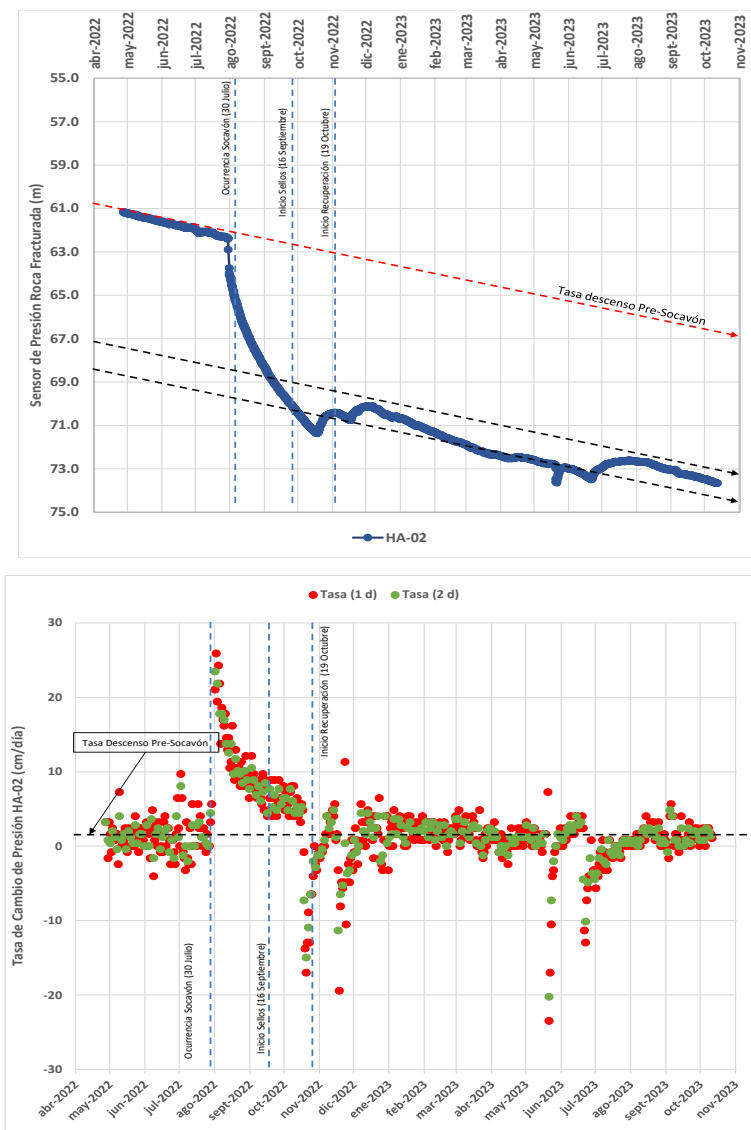 abr-2022
may-2022
jun-2022
jul-2022
ago-2022
sept-2022
oct-2022
nov-2022
dic-2022
ene-2023
feb-2023
mar-2023
abr-2023
may-2023
jun-2023
jul-2023
ago-2023
sept-2023
oct-2023
nov-2023
55.0
57.0
59.0
61.0
63.0
65.0
67.0
69.0
71.0
73.0
75.0
Sensor de Presión Roca Fracturada (m)
Ocurrencia Socavón (30 Julio)
Inicio Sellos (16 Septiembre)
Inicio Recuperación (19 Octubre)
Tasa descenso Pre-Socavón
HA-02
Tasa (1 d)
Tasa (2 d)
30
20
10
0
-10
-20
-30
Tasa de Cambio de Presión HA-02 (cm/día)
Tasa Descenso Pre-Socavón
Ocurrencia Socavón (30 Julio)
Inicio Sellos (16 Septiembre)
Inicio Recuperación (19 Octubre)
abr-2022
may-2022
jun-2022
jul-2022
ago-2022
sept-2022
oct-2022
nov-2022
dic-2022
ene-2023
feb-2023
mar-2023
abr-2023
may-2023
jun-2023
jul-2023
ago-2023
sept-2023
oct-2023
nov-2023